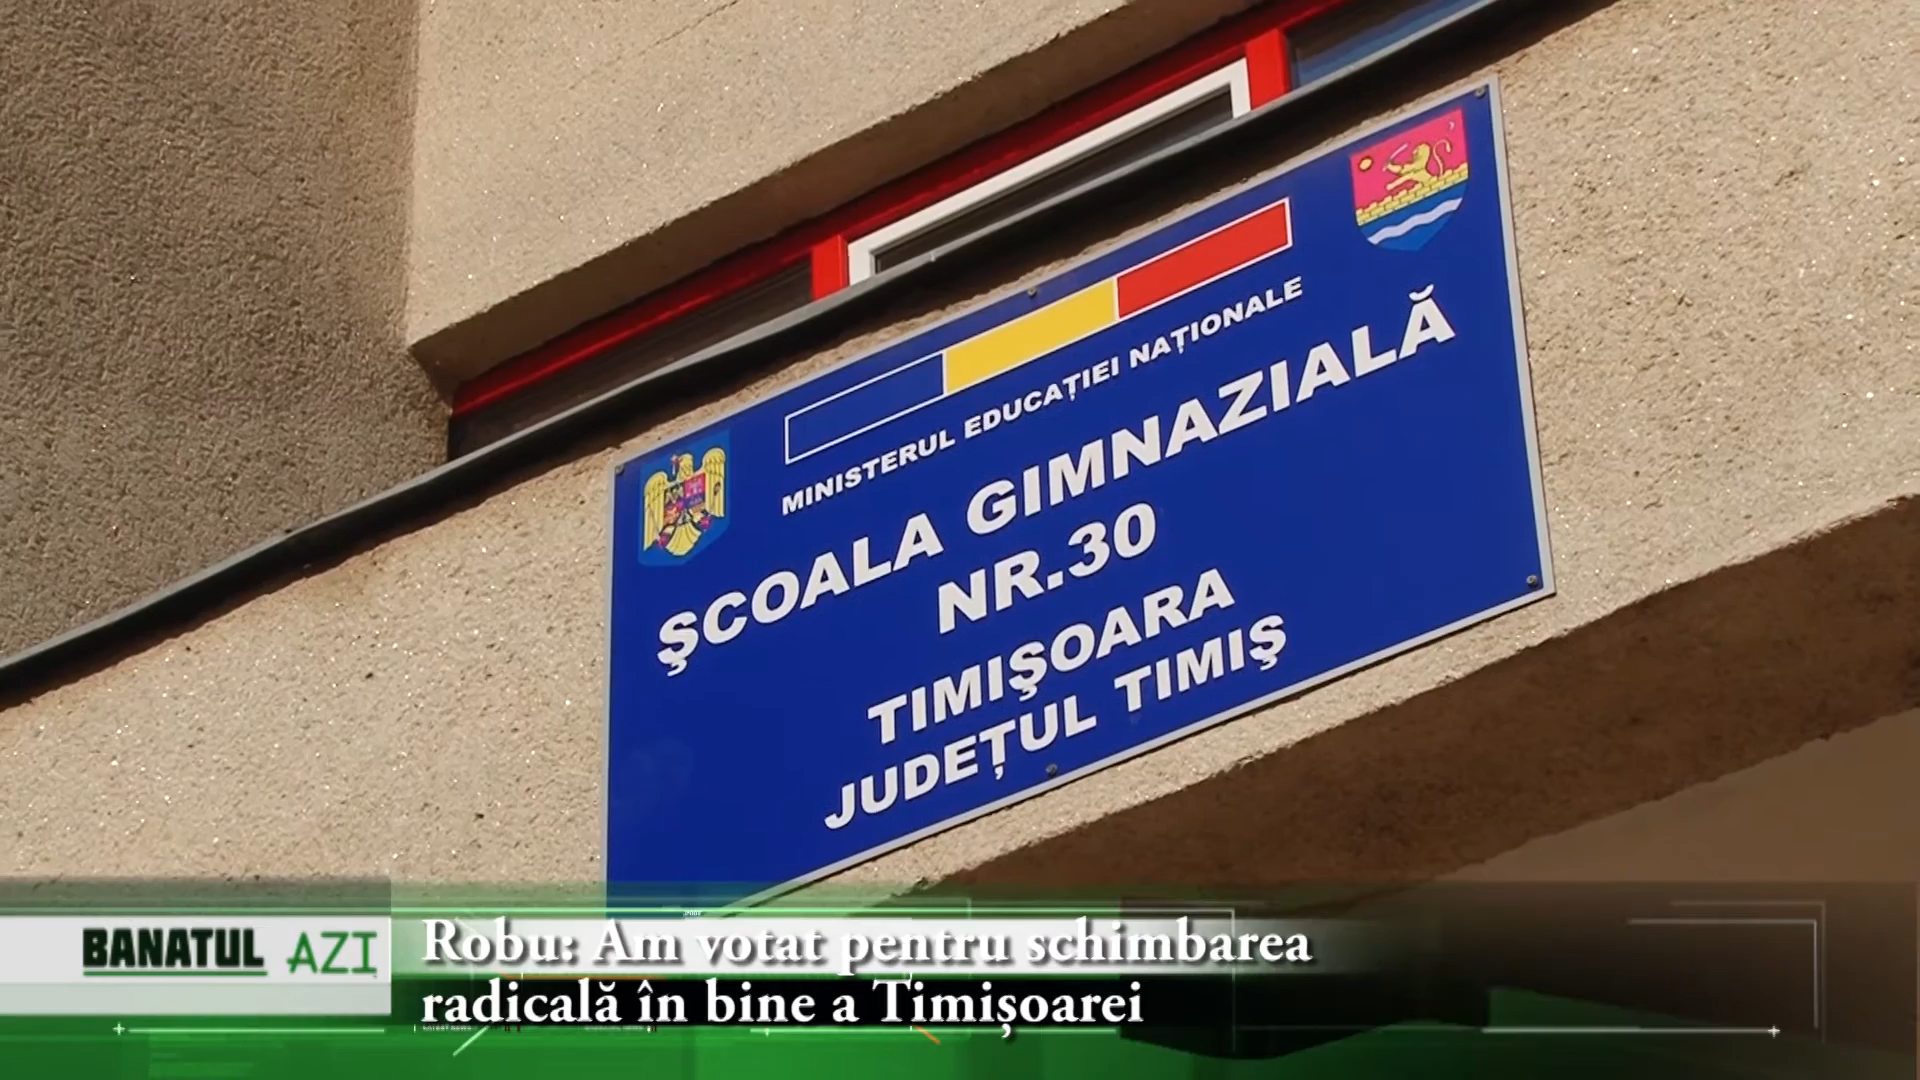 MINISTERUL EDUCAȚIEI NAȚIONALE
ŞCOALA GIMNAZIALĂ
NR.30
TIMIŞOARA
JUDEȚUL TIMIŞ
BANATUL AZI
Robu: Am votat pentru schimbarea
radicală în bine a Timișoarei